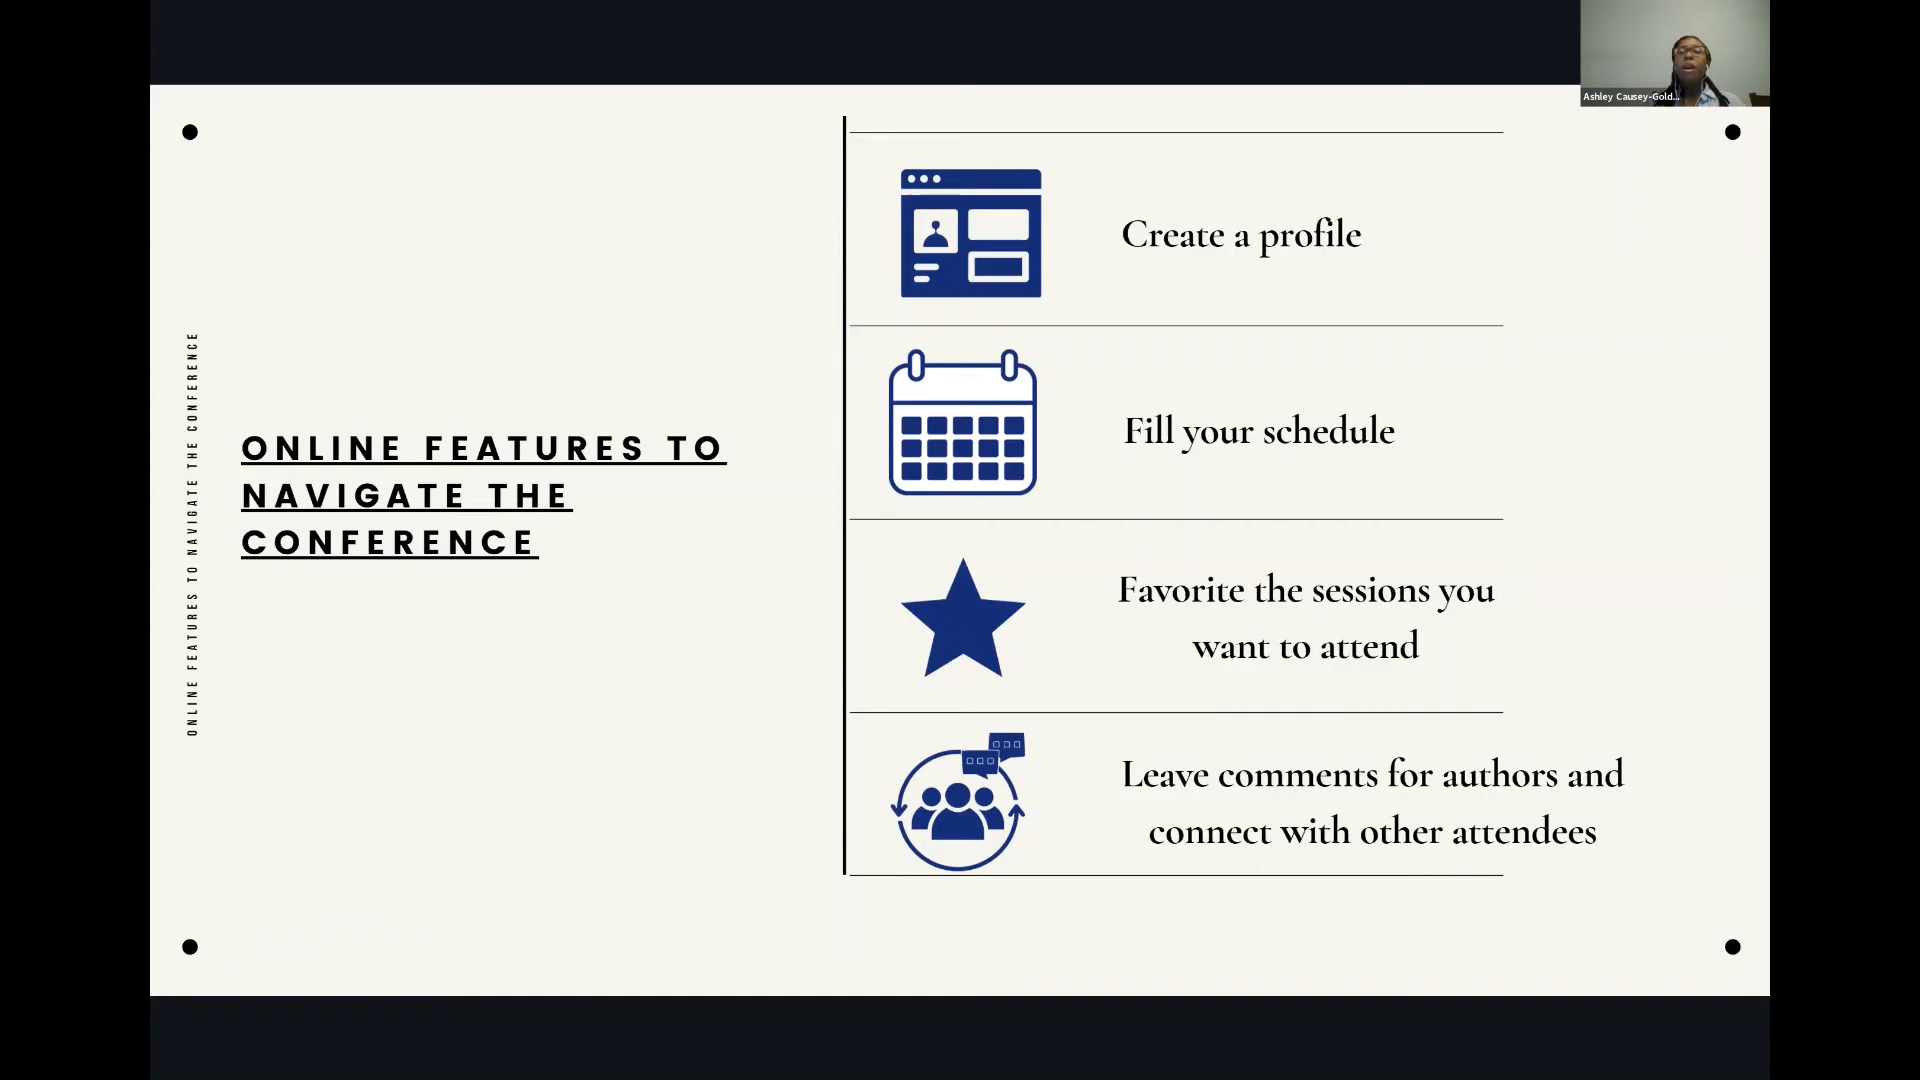 Ashley Causey-Gold...
ONLINE FEATURES TO NAVIGATE THE CONFERENCE
ONLINE FEATURES TO
NAVIGATE THE
CONFERENCE
Create a profile
Fill your schedule
Favorite the sessions you
want to attend
Leave comments for authors and
connect with other attendees